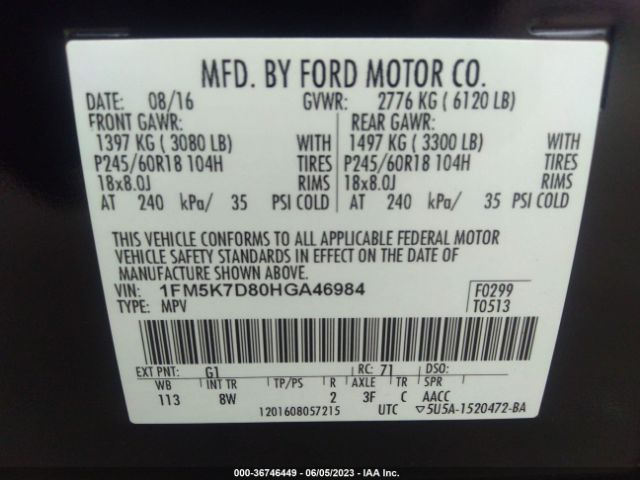 MFD. BY FORD MOTOR CO.
DATE: 08/16 GVWR: 2776 KG ( 6120 LB)
FRONT GAWR: REAR GAWR:
1397 KG ( 3080 LB) WITH 1497 KG ( 3300 LB) WITH
P245/60R18 104H TIRES P245/60R18 104H TIRES
18x8.0J RIMS 18x8.0J RIMS
AT 240 kPa/ 35 PSI COLD AT 240 kPa/ 35 PSI COLD
THIS VEHICLE CONFORMS TO ALL APPLICABLE FEDERAL MOTOR
VEHICLE SAFETY STANDARDS IN EFFECT ON THE DATE OF
MANUFACTURE SHOWN ABOVE.
VIN: 1FM5K7D80HGA46984 F0299
TYPE: MPV T0513
EXT PNT: G1 RC: 71 DSO:
WB INT TR TP/PS R AXLE TR SPR
113 8W 2 3F C AACC
1201608057215 UTC ▽5U5A-1520472-BA
000-36746449 - 06/05/2023 - IAA Inc.